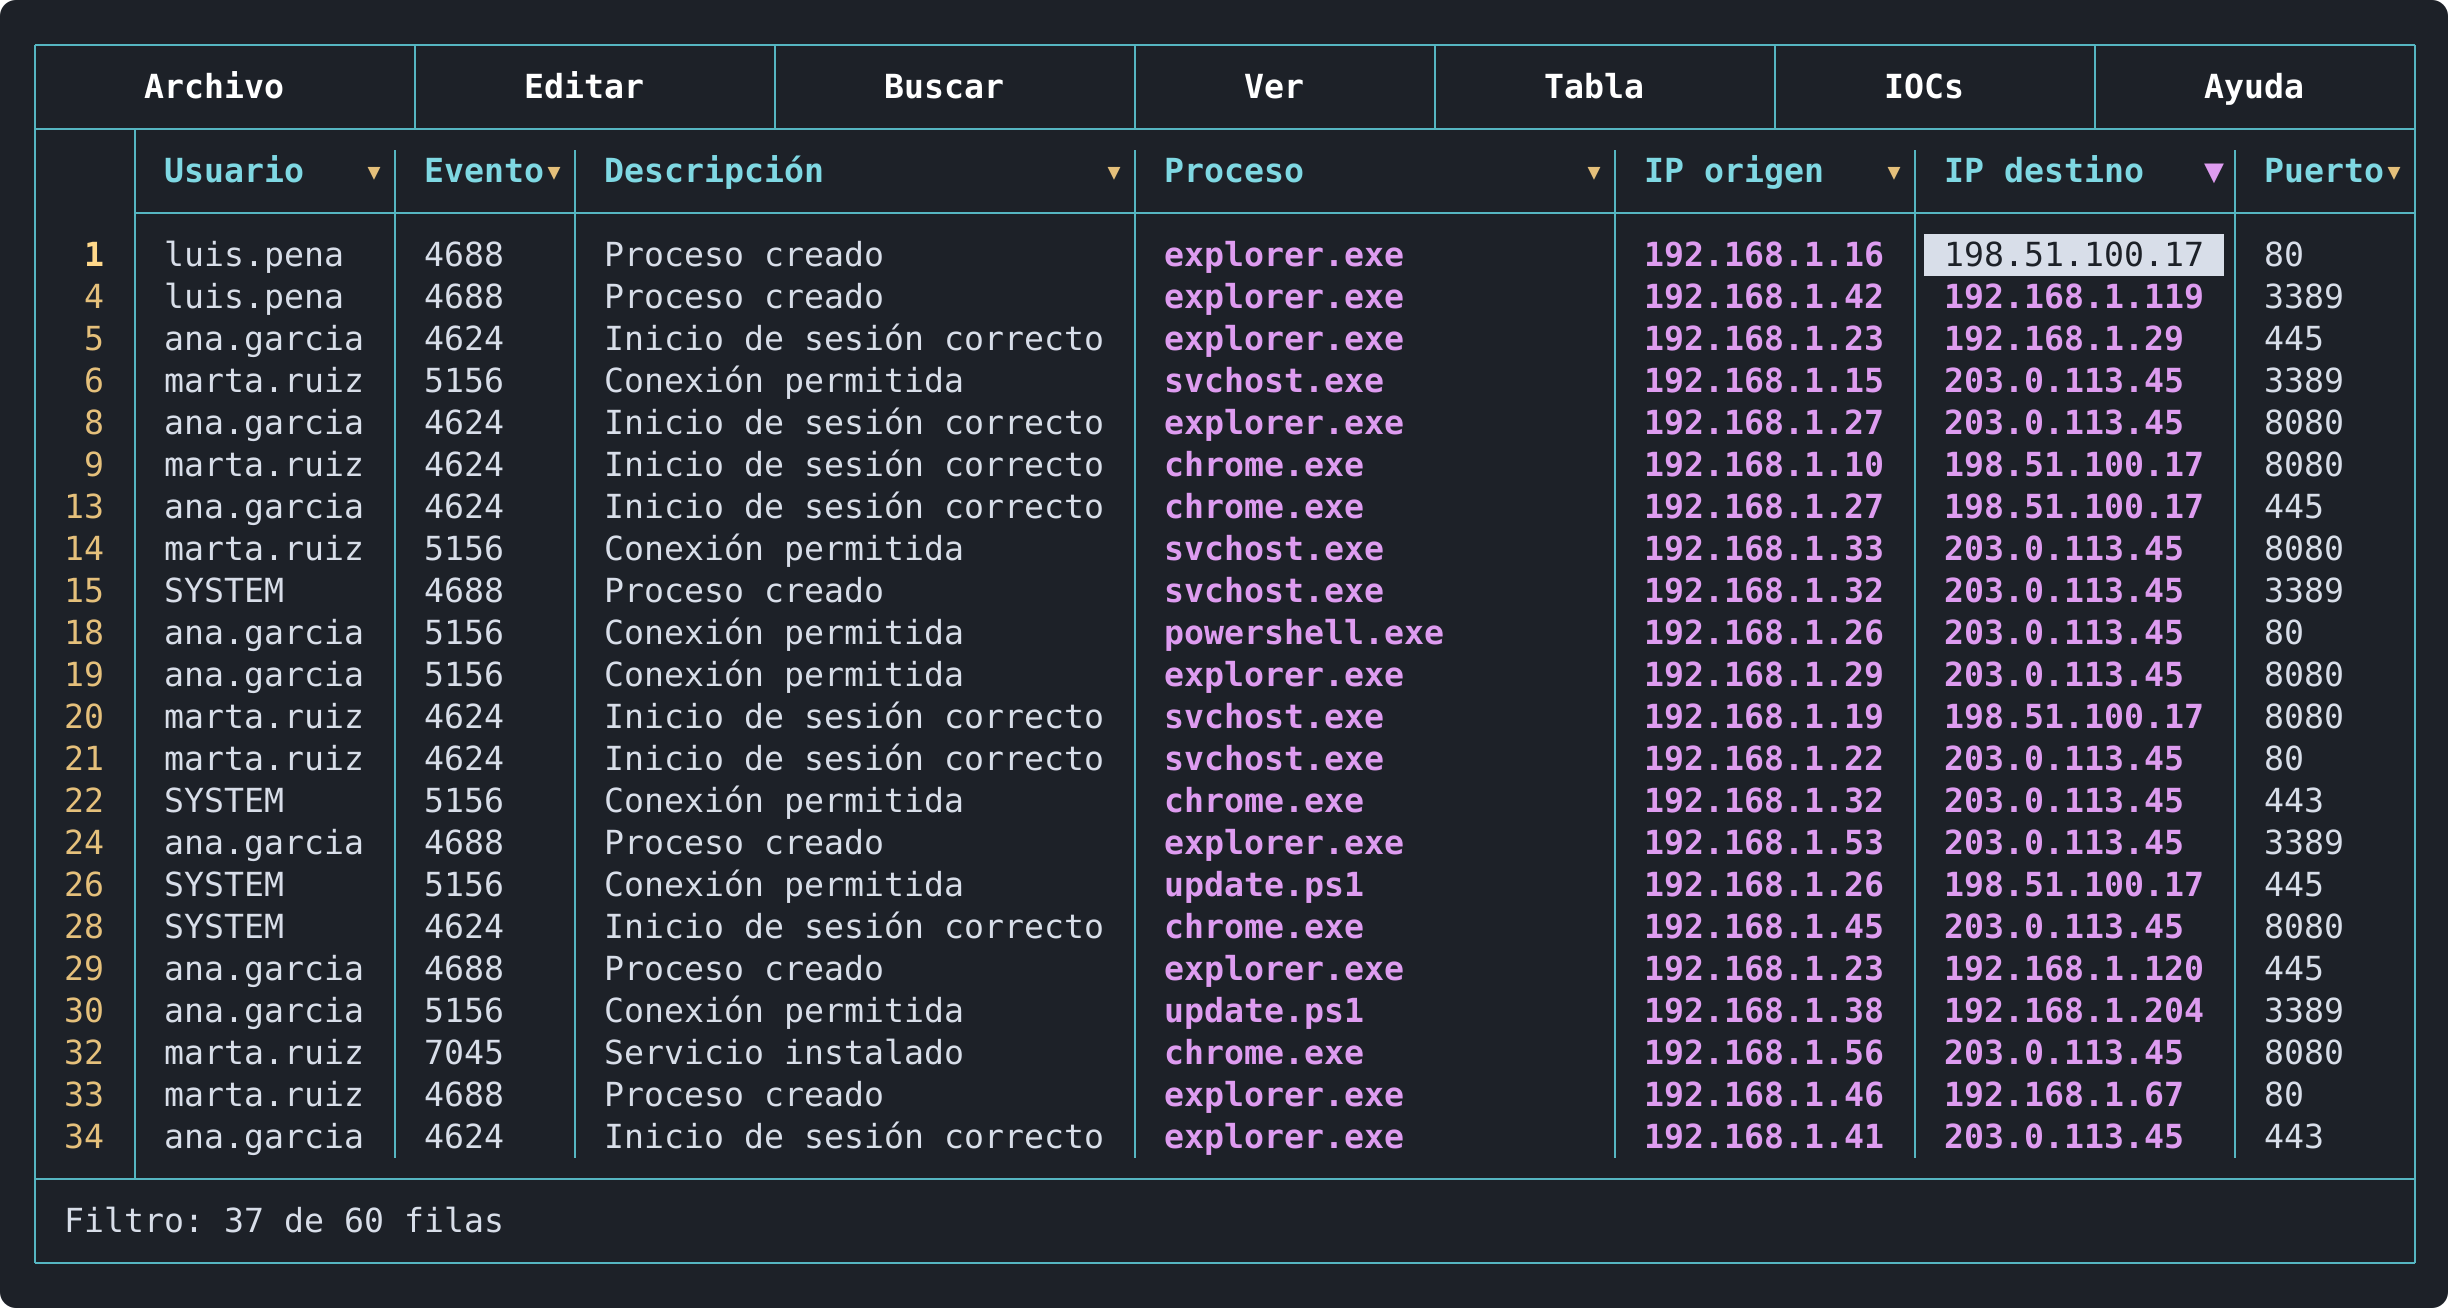 Archivo Editar Buscar Ver Tabla IOCs Ayuda
Usuario ▾ Evento▾ Descripción ▾ Proceso ▾ IP origen ▾ IP destino ▼ Puerto▾
1 luis.pena 4688 Proceso creado explorer.exe 192.168.1.16 198.51.100.17 80
4 luis.pena 4688 Proceso creado explorer.exe 192.168.1.42 192.168.1.119 3389
5 ana.garcia 4624 Inicio de sesión correcto explorer.exe 192.168.1.23 192.168.1.29 445
6 marta.ruiz 5156 Conexión permitida svchost.exe 192.168.1.15 203.0.113.45 3389
8 ana.garcia 4624 Inicio de sesión correcto explorer.exe 192.168.1.27 203.0.113.45 8080
9 marta.ruiz 4624 Inicio de sesión correcto chrome.exe 192.168.1.10 198.51.100.17 8080
13 ana.garcia 4624 Inicio de sesión correcto chrome.exe 192.168.1.27 198.51.100.17 445
14 marta.ruiz 5156 Conexión permitida svchost.exe 192.168.1.33 203.0.113.45 8080
15 SYSTEM 4688 Proceso creado svchost.exe 192.168.1.32 203.0.113.45 3389
18 ana.garcia 5156 Conexión permitida powershell.exe 192.168.1.26 203.0.113.45 80
19 ana.garcia 5156 Conexión permitida explorer.exe 192.168.1.29 203.0.113.45 8080
20 marta.ruiz 4624 Inicio de sesión correcto svchost.exe 192.168.1.19 198.51.100.17 8080
21 marta.ruiz 4624 Inicio de sesión correcto svchost.exe 192.168.1.22 203.0.113.45 80
22 SYSTEM 5156 Conexión permitida chrome.exe 192.168.1.32 203.0.113.45 443
24 ana.garcia 4688 Proceso creado explorer.exe 192.168.1.53 203.0.113.45 3389
26 SYSTEM 5156 Conexión permitida update.ps1 192.168.1.26 198.51.100.17 445
28 SYSTEM 4624 Inicio de sesión correcto chrome.exe 192.168.1.45 203.0.113.45 8080
29 ana.garcia 4688 Proceso creado explorer.exe 192.168.1.23 192.168.1.120 445
30 ana.garcia 5156 Conexión permitida update.ps1 192.168.1.38 192.168.1.204 3389
32 marta.ruiz 7045 Servicio instalado chrome.exe 192.168.1.56 203.0.113.45 8080
33 marta.ruiz 4688 Proceso creado explorer.exe 192.168.1.46 192.168.1.67 80
34 ana.garcia 4624 Inicio de sesión correcto explorer.exe 192.168.1.41 203.0.113.45 443
Filtro: 37 de 60 filas